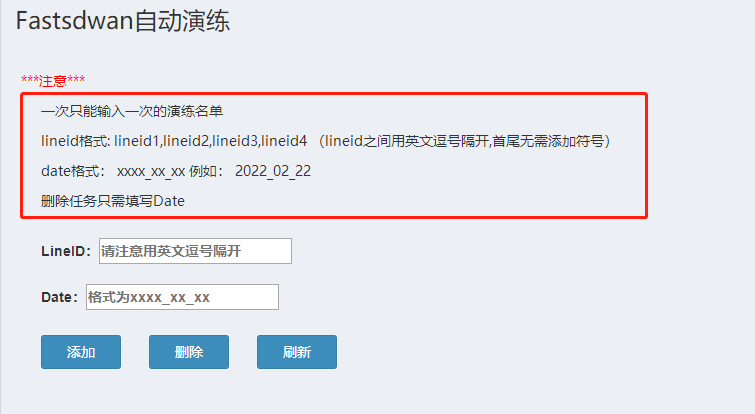 Fastsdwan自动演练
***注意***
一次只能输入一次的演练名单
lineid格式: lineid1,lineid2,lineid3,lineid4 （lineid之间用英文逗号隔开,首尾无需添加符号）
date格式： xxxx_xx_xx 例如： 2022_02_22
删除任务只需填写Date
LineID： 请注意用英文逗号隔开
Date： 格式为xxxx_xx_xx
添加 删除 刷新